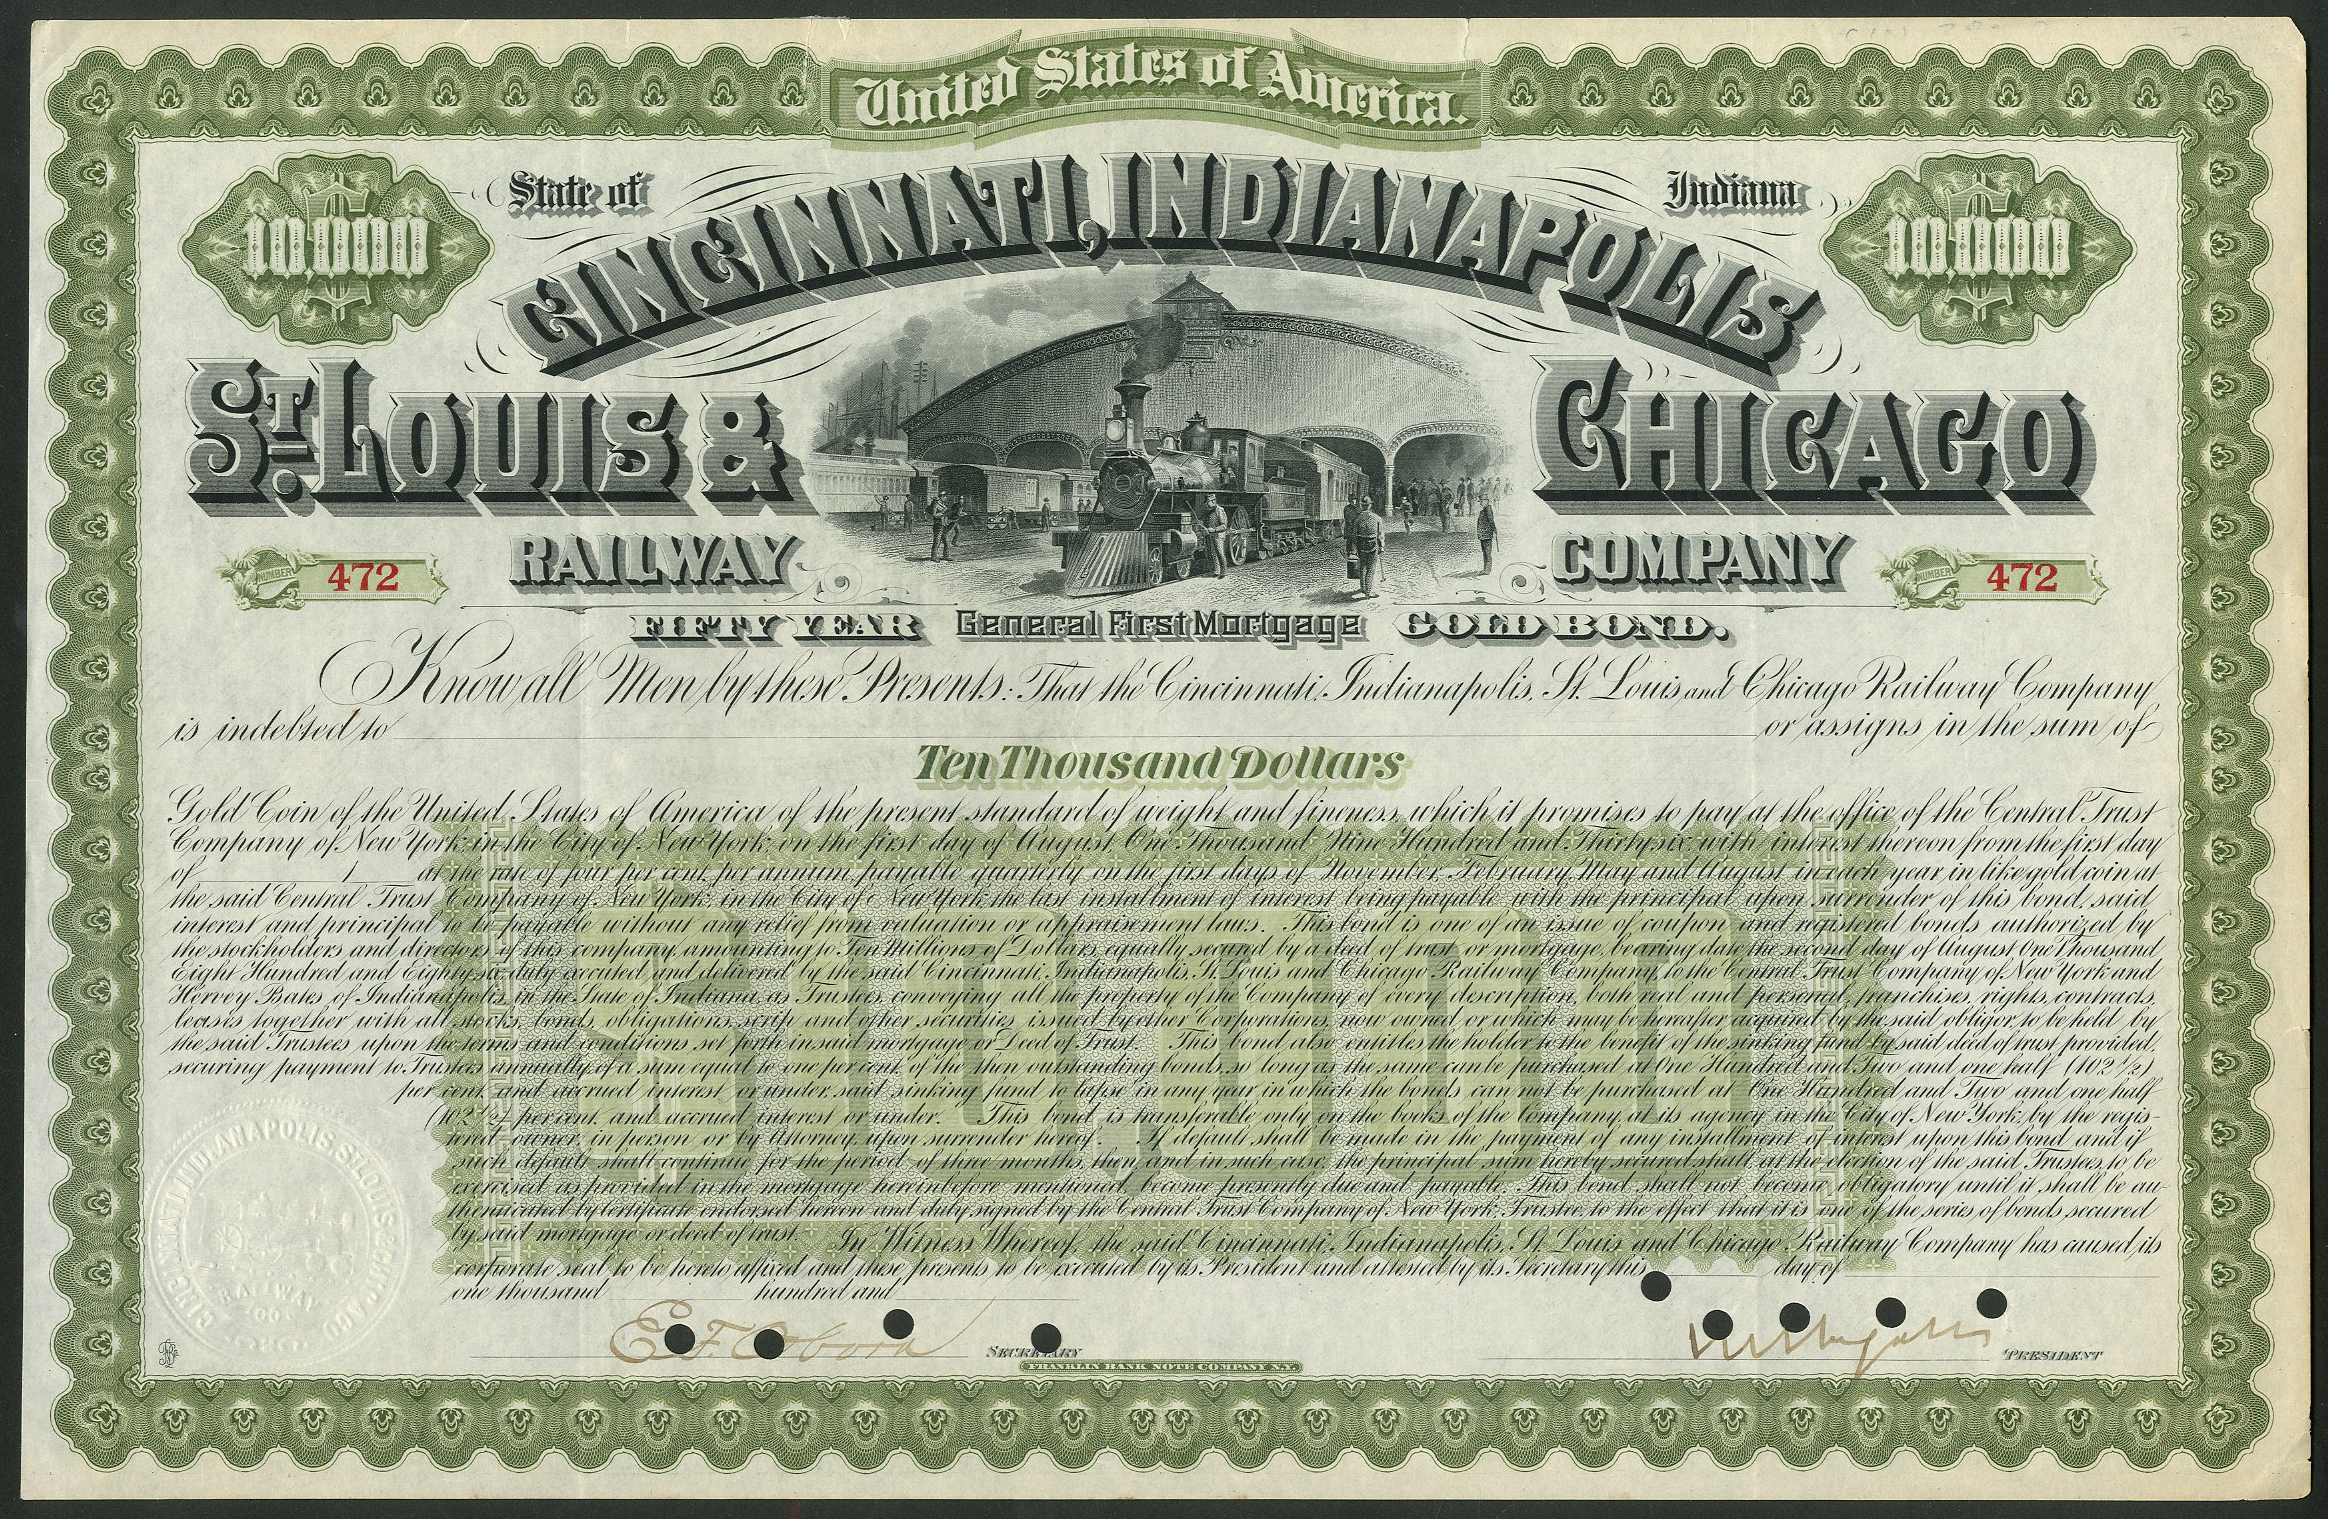 United States of America.
10,000
State of
Indiana
10,000
CINCINNATI, INDIANAPOLIS
ST. LOUIS &
CHICAGO
RAILWAY
COMPANY
NUMBER 472
NUMBER 472
FIFTY YEAR General First Mortgage GOLD BOND.
Know all Men by these Presents: That the Cincinnati, Indianapolis, St. Louis and Chicago Railway Company
is indebted to or assigns in the sum of
Ten Thousand Dollars
Gold Coin of the United States of America of the present standard of weight and fineness, which it promises to pay at the office of the Central Trust
Company of New York, in the City of New York, on the first day of August, One Thousand Nine Hundred and Thirty six, with interest thereon from the first day
of 1 at the rate of four per cent. per annum, payable quarterly on the first days of November, February, May and August in each year in like gold coin at
the said Central Trust Company of New York, in the City of New York, the last installment of interest being payable with the principal upon surrender of this bond, said
interest and principal to be payable without any relief from valuation or appraisement laws. This bond is one of an issue of coupon and registered bonds authorized by
the stockholders and directors of this company, amounting to Ten Millions of Dollars, equally secured by a deed of trust or mortgage, bearing date the second day of August One Thousand
Eight Hundred and Eighty six, duly executed and delivered by the said Cincinnati, Indianapolis, St. Louis and Chicago Railway Company, to the Central Trust Company of New York and
Hervey Bates of Indianapolis, in the State of Indiana, as Trustees, conveying all the property of the Company of every description, both real and personal, franchises, rights, contracts,
leases together with all stocks, bonds, obligations, scrip and other securities issued by other Corporations, now owned or which may be hereafter acquired by the said obligor, to be held by
the said Trustees upon the terms and conditions set forth in said mortgage or Deed of Trust. This bond also entitles the holder to the benefit of the sinking fund by said deed of trust provided,
securing payment to Trustees annually of a sum equal to one per cent. of the then outstanding bonds, so long as the same can be purchased at One Hundred and Two and one half (102 1/2)
per cent. and accrued interest or under, said sinking fund to lapse in any year in which the bonds can not be purchased at One Hundred and Two and one half
(102 1/2) per cent. and accrued interest or under. This bond is transferable only on the books of the Company, at its agency in the City of New York, by the regis-
tered owner, in person or by Attorney, upon surrender hereof. If default shall be made in the payment of any installment of interest upon this bond and if
such default shall continue for the period of three months, then, and in such case, the principal sum hereby secured shall, at the election of the said Trustees, to be
exercised as provided in the mortgage hereinbefore mentioned, become presently due and payable. This bond shall not become obligatory until it shall be au-
thenticated by certificate endorsed hereon and duly signed by the Central Trust Company of New York, Trustee, to the effect that it is one of the series of bonds secured
by said mortgage or deed of trust. In Witness Whereof, the said Cincinnati, Indianapolis, St. Louis and Chicago Railway Company has caused its
corporate seal to be hereto affixed and these presents to be executed by its President and attested by its Secretary this day of
one thousand hundred and
$10,000
CINCINNATI INDIANAPOLIS ST. LOUIS & CHICAGO
RAILWAY
CO.
E. F. Osborn SECRETARY
PRESIDENT
FRANKLIN BANK NOTE COMPANY N.Y.